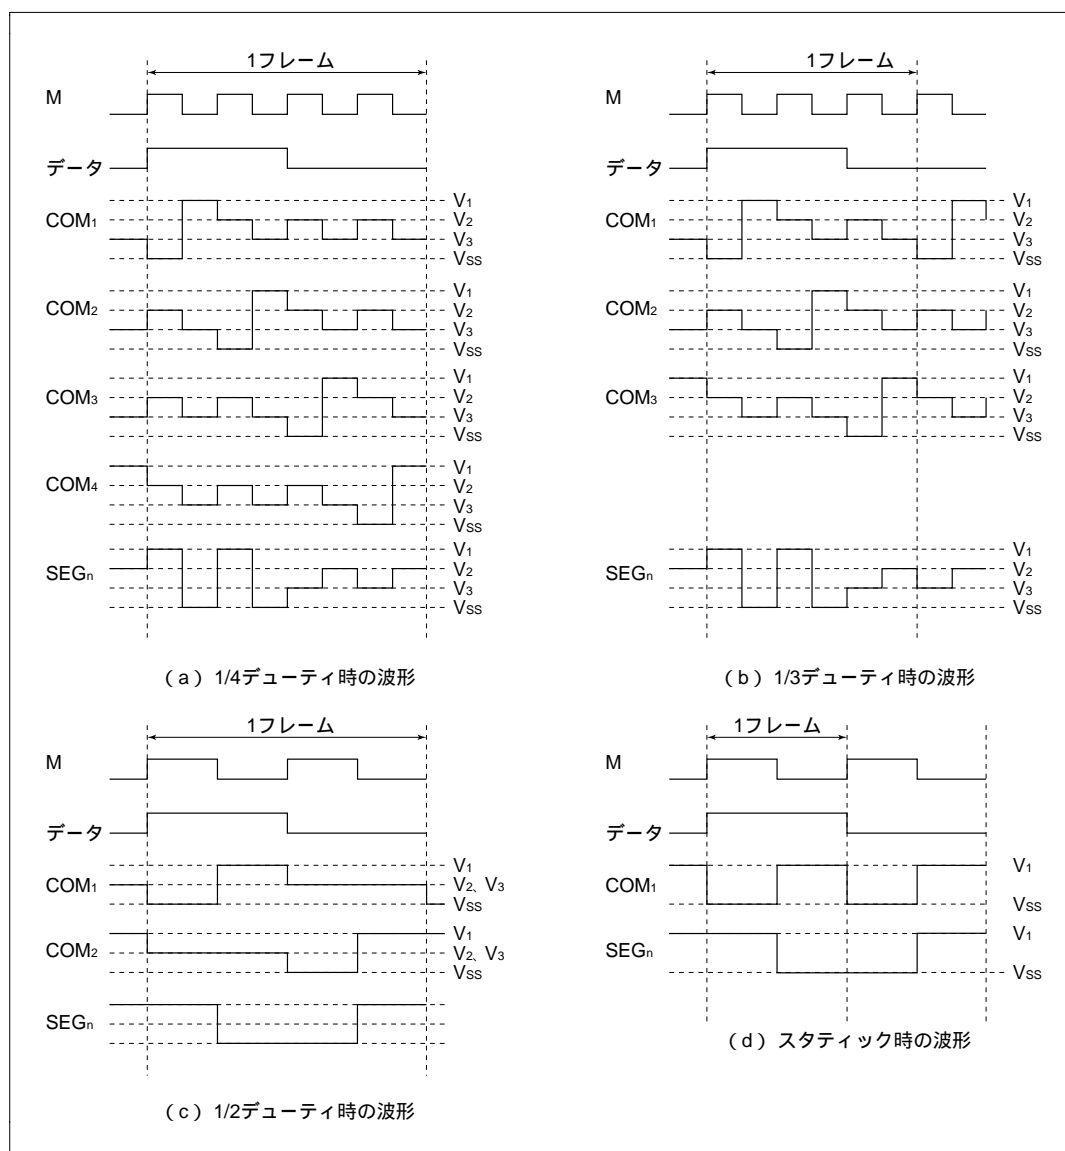 1フレーム
M
データ
COM1
V1
V2
V3
VSS
COM2
V1
V2
V3
VSS
COM3
V1
V2
V3
VSS
COM4
V1
V2
V3
VSS
SEGn
V1
V2
V3
VSS
(a) 1/4デューティ時の波形
1フレーム
M
データ
COM1
V1
V2
V3
VSS
COM2
V1
V2
V3
VSS
COM3
V1
V2
V3
VSS
SEGn
V1
V2
V3
VSS
(b) 1/3デューティ時の波形
1フレーム
M
データ
COM1
V1
V2、V3
VSS
COM2
V1
V2、V3
VSS
SEGn
(c) 1/2デューティ時の波形
1フレーム
M
データ
COM1
V1
VSS
SEGn
V1
VSS
(d) スタティック時の波形